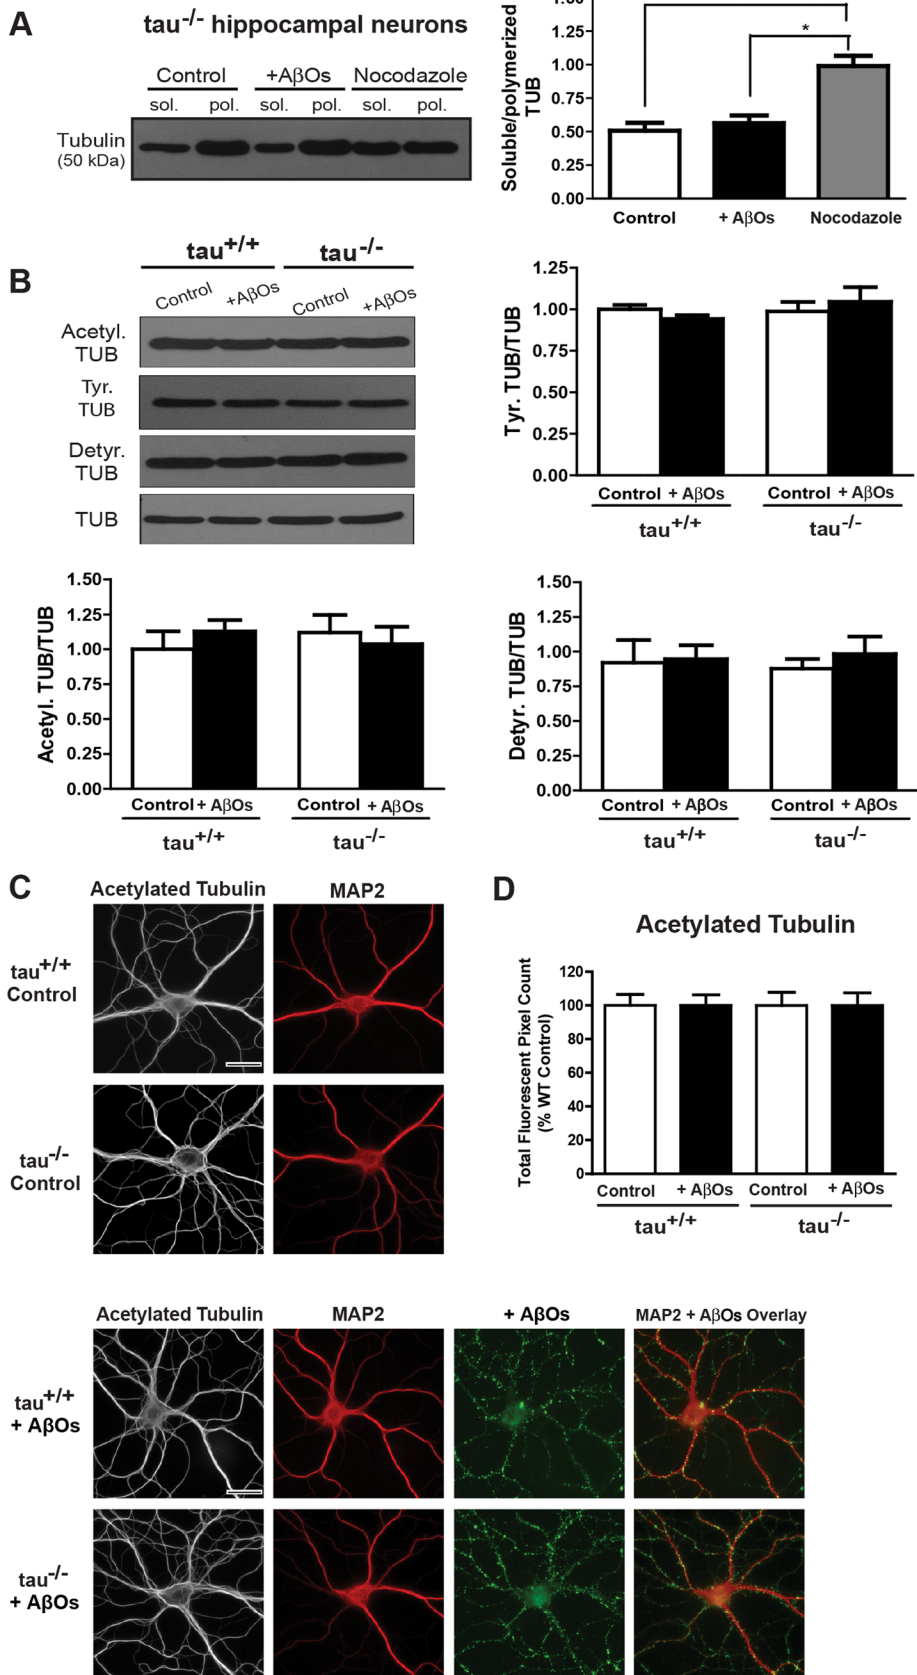 A
tau-/- hippocampal neurons
Control +AβOs Nocodazole
sol. pol. sol. pol. sol. pol.
Tubulin
(50 kDa)
Soluble/polymerized
TUB
1.25
1.00
0.75
0.50
0.25
0.00
*
Control + AβOs Nocodazole
B
tau+/+ tau-/-
Control +AβOs Control +AβOs
Acetyl.
TUB
Tyr.
TUB
Detyr.
TUB
TUB
Tyr. TUB/TUB
1.25
1.00
0.75
0.50
0.25
0.00
Control + AβOs Control + AβOs
tau+/+ tau-/-
Acetyl. TUB/TUB
1.50
1.25
1.00
0.75
0.50
0.25
0.00
Control + AβOs Control + AβOs
tau+/+ tau-/-
Detyr. TUB/TUB
1.50
1.25
1.00
0.75
0.50
0.25
0.00
Control + AβOs Control + AβOs
tau+/+ tau-/-
C
Acetylated Tubulin MAP2
tau+/+
Control
tau-/-
Control
D
Acetylated Tubulin
Total Fluorescent Pixel Count
(% WT Control)
120
100
80
60
40
20
0
Control + AβOs Control + AβOs
tau+/+ tau-/-
Acetylated Tubulin MAP2 + AβOs MAP2 + AβOs Overlay
tau+/+
+ AβOs
tau-/-
+ AβOs